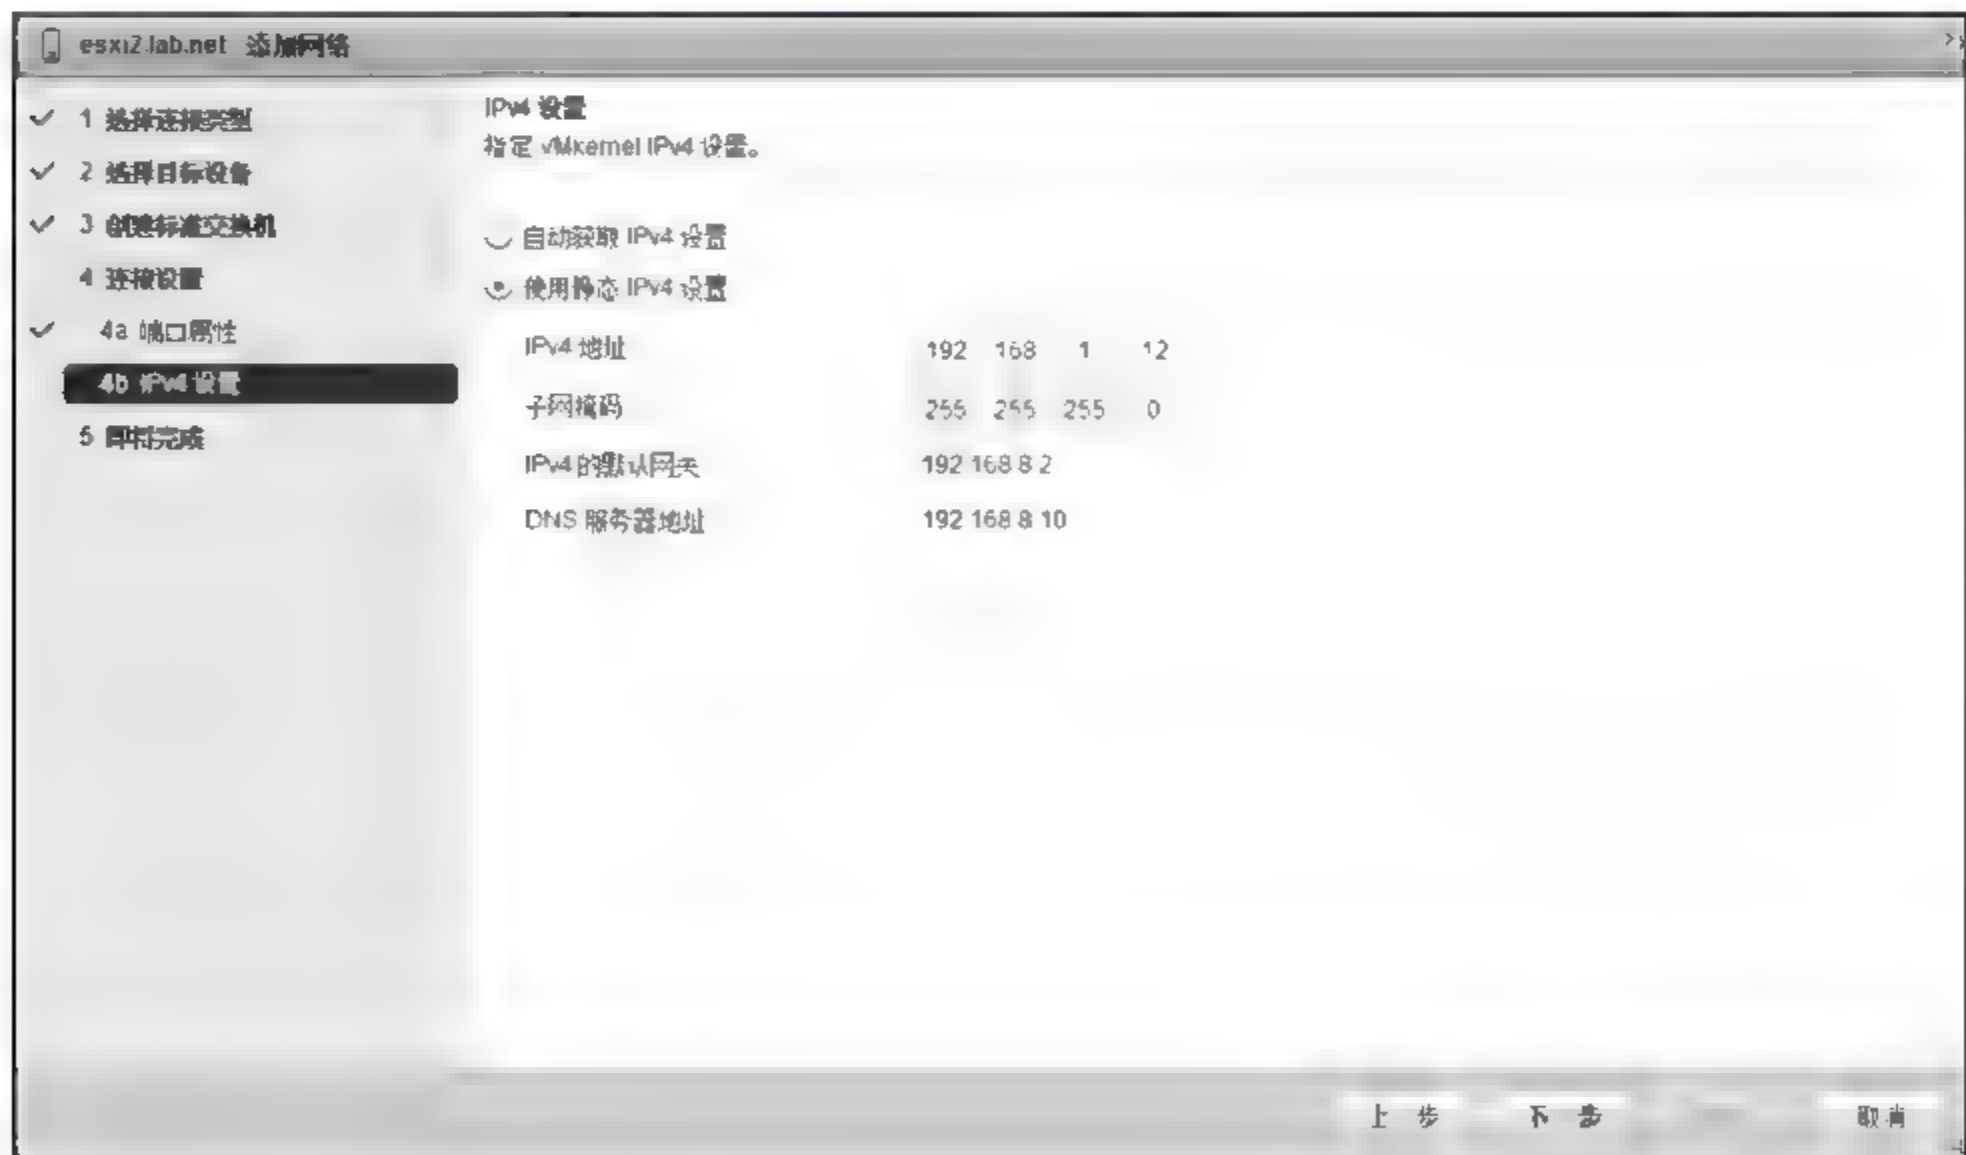 esxi2.lab.net 添加网络
1 选择连接类型
2 选择目标设备
3 创建标准交换机
4 连接设置
4a 端口属性
4b IPv4 设置
5 即将完成
IPv4 设置
指定 VMkernel IPv4 设置。
自动获取 IPv4 设置
使用静态 IPv4 设置
IPv4 地址 192 168 1 12
子网掩码 255 255 255 0
IPv4 的默认网关 192 168 8 2
DNS 服务器地址 192 168 8 10
上 步 下 步 取消